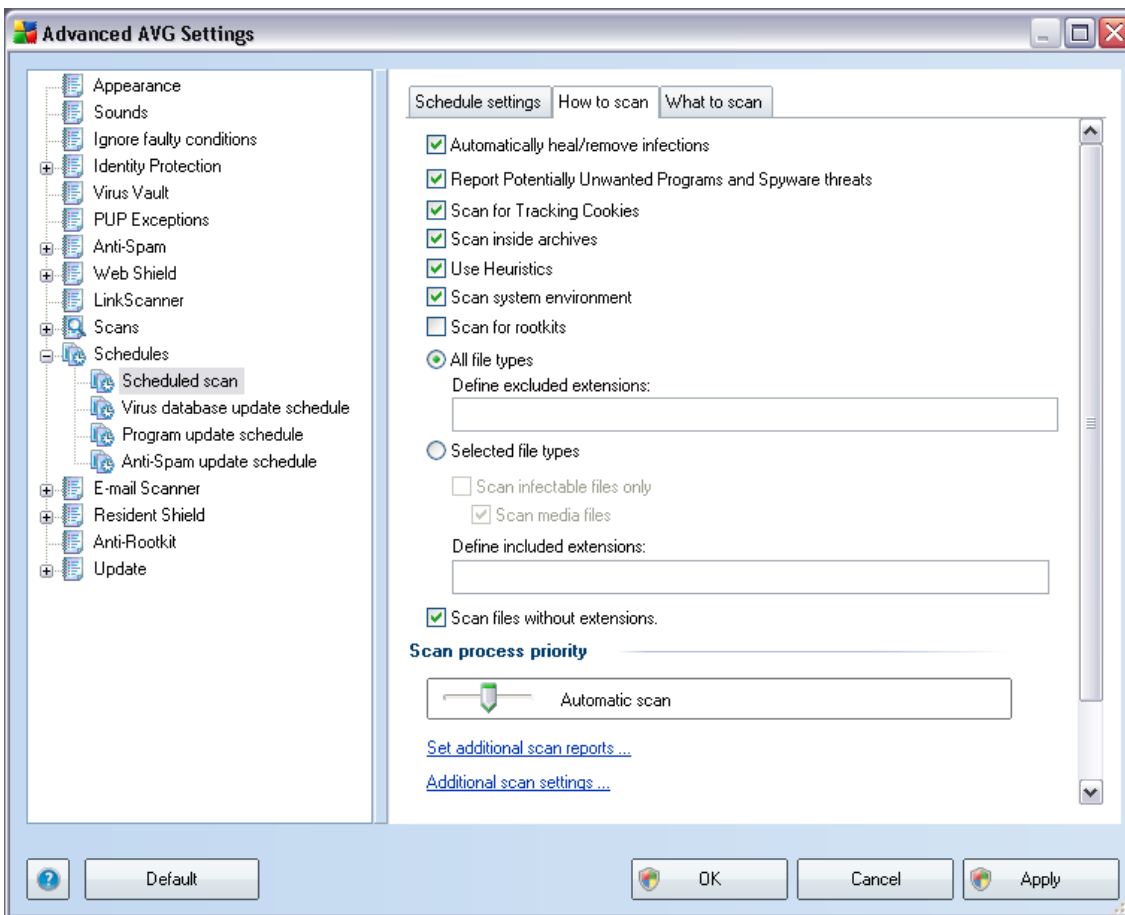 Advanced AVG Settings
Appearance
Sounds
Ignore faulty conditions
Identity Protection
Virus Vault
PUP Exceptions
Anti-Spam
Web Shield
LinkScanner
Scans
Schedules
Scheduled scan
Virus database update schedule
Program update schedule
Anti-Spam update schedule
E-mail Scanner
Resident Shield
Anti-Rootkit
Update
Schedule settings How to scan What to scan
Automatically heal/remove infections
Report Potentially Unwanted Programs and Spyware threats
Scan for Tracking Cookies
Scan inside archives
Use Heuristics
Scan system environment
Scan for rootkits
All file types
Define excluded extensions:
Selected file types
Scan infectable files only
Scan media files
Define included extensions:
Scan files without extensions.
Scan process priority
Automatic scan
Set additional scan reports ...
Additional scan settings ...
? Default OK Cancel Apply